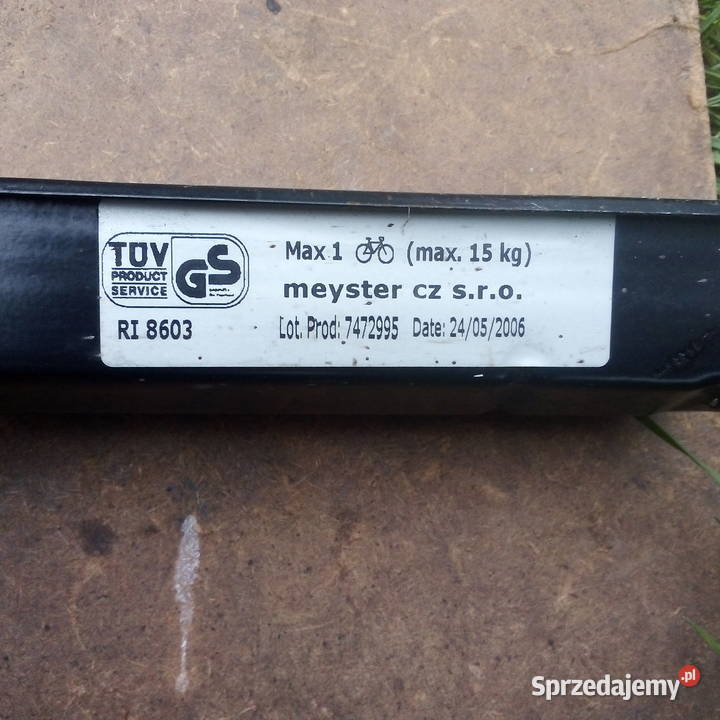 TÜV
PRODUCT
SERVICE
GS
RI 8603
Max 1 (max. 15 kg)
meyster cz s.r.o.
Lot. Prod: 7472995 Date: 24/05/2006
Sprzedajemy.pl